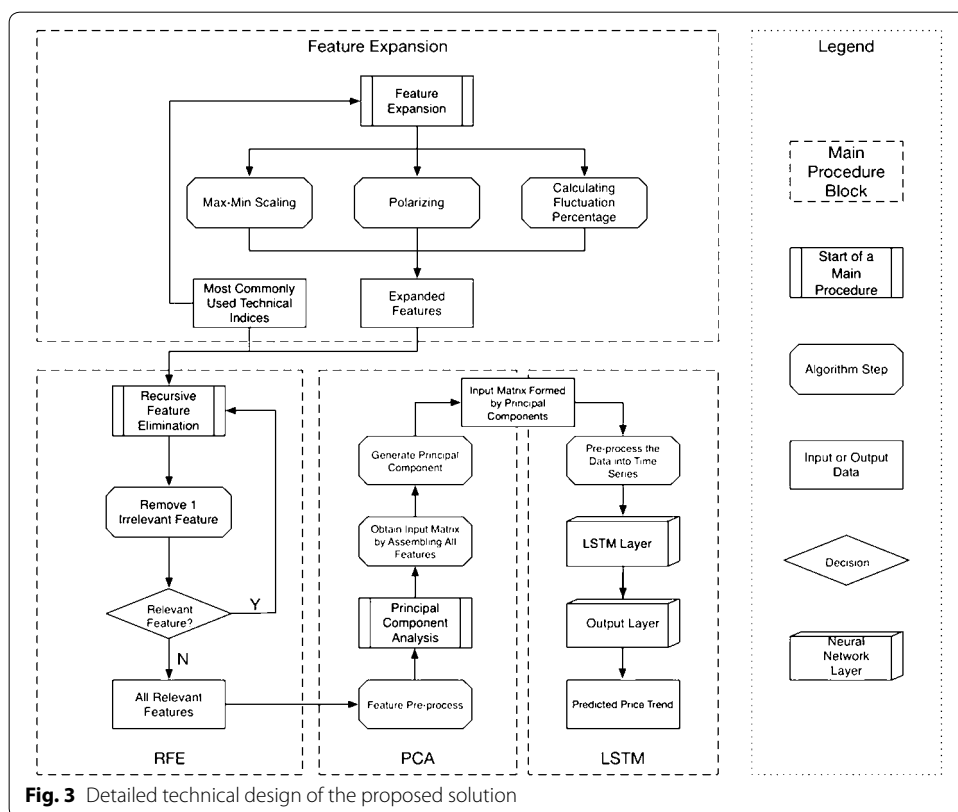 Feature Expansion
Feature
Expansion
Max-Min Scaling
Polarizing
Calculating
Fluctuation
Percentage
Most Commonly
Used Technical
Indices
Expanded
Features
Recursive
Feature
Elimination
Remove 1
Irrelevant Feature
Relevant
Feature?
Y
N
All Relevant
Features
RFE
Input Matrix Formed
by Principal
Components
Generate Principal
Component
Obtain Input Matrix
by Assembling All
Features
Principal
Component
Analysis
Feature Pre-process
PCA
Pre-process the
Data into Time
Series
LSTM Layer
Output Layer
Predicted Price Trend
LSTM
Legend
Main
Procedure
Block
Start of a
Main
Procedure
Algorithm Step
Input or Output
Data
Decision
Neural
Network
Layer
Fig. 3 Detailed technical design of the proposed solution